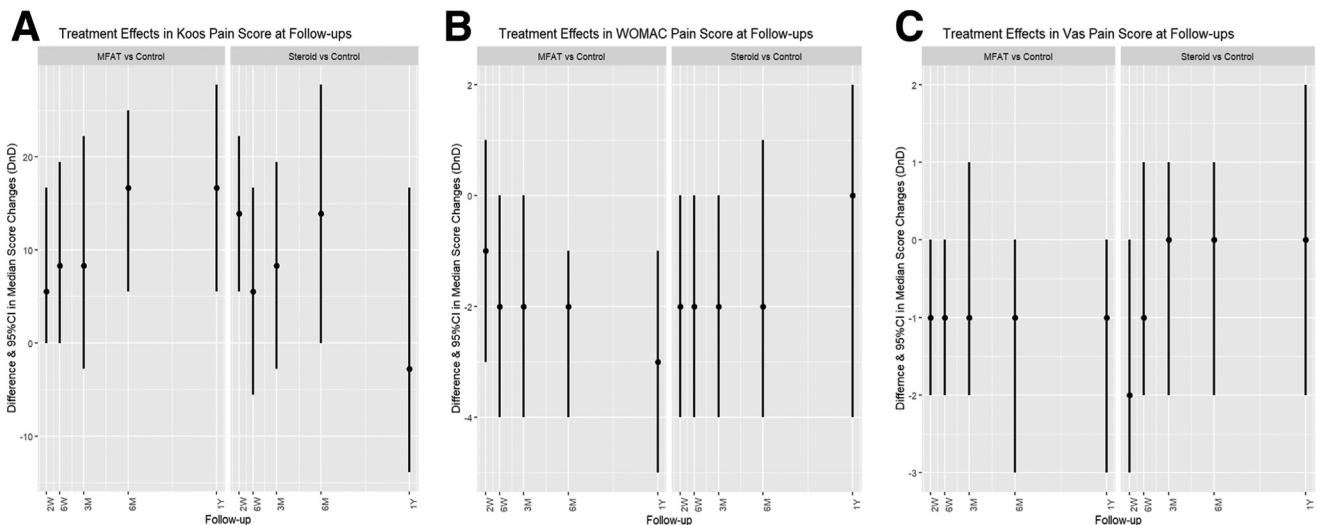 A
Treatment Effects in Koos Pain Score at Follow-ups
MFAT vs Control
Steroid vs Control
Difference & 95%CI in Median Score Changes (DnD)
20
10
0
-10
2W
6W
3M
6M
1Y
2W
6W
3M
6M
1Y
Follow-up
B
Treatment Effects in WOMAC Pain Score at Follow-ups
MFAT vs Control
Steroid vs Control
Difference & 95%CI in Median Score Changes (DnD)
2
0
-2
-4
2W
6W
3M
6M
1Y
2W
6W
3M
6M
1Y
Follow-up
C
Treatment Effects in Vas Pain Score at Follow-ups
MFAT vs Control
Steroid vs Control
Differnce & 95%CI in Median Score Changes (DnD)
2
1
0
-1
-2
-3
2W
6W
3M
6M
1Y
2W
6W
3M
6M
1Y
Follow-up